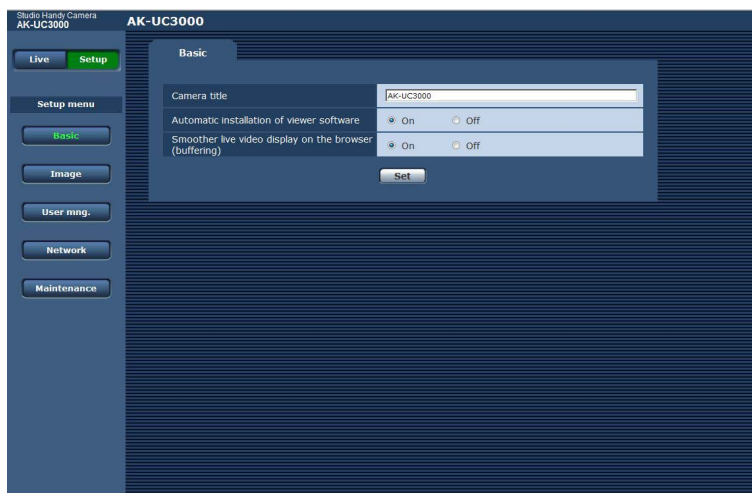 Studio Handy Camera
AK-UC3000
AK-UC3000
Live
Setup
Setup menu
Basic
Image
User mng.
Network
Maintenance
Basic
Camera title
AK-UC3000
Automatic installation of viewer software
On
Off
Smoother live video display on the browser
(buffering)
On
Off
Set